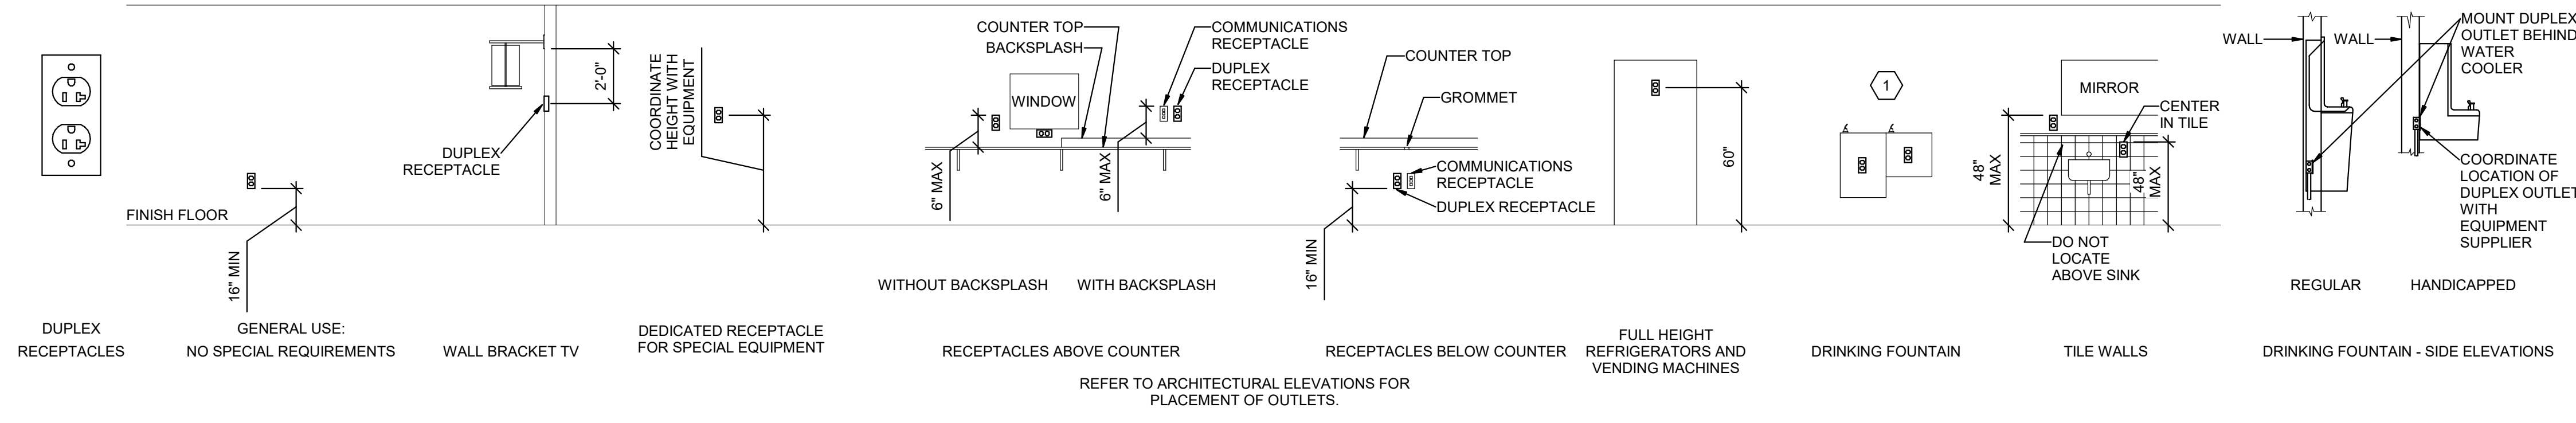 DUPLEX
RECEPTACLES
FINISH FLOOR
16" MIN
GENERAL USE:
NO SPECIAL REQUIREMENTS
2'-0"
DUPLEX
RECEPTACLE
WALL BRACKET TV
COORDINATE
HEIGHT WITH
EQUIPMENT
DEDICATED RECEPTACLE
FOR SPECIAL EQUIPMENT
COUNTER TOP
BACKSPLASH
WINDOW
COMMUNICATIONS
RECEPTACLE
DUPLEX
RECEPTACLE
6" MAX
6" MAX
WITHOUT BACKSPLASH
WITH BACKSPLASH
RECEPTACLES ABOVE COUNTER
REFER TO ARCHITECTURAL ELEVATIONS FOR
PLACEMENT OF OUTLETS.
COUNTER TOP
GROMMET
COMMUNICATIONS
RECEPTACLE
DUPLEX RECEPTACLE
16" MIN
RECEPTACLES BELOW COUNTER
60"
FULL HEIGHT
REFRIGERATORS AND
VENDING MACHINES
1
DRINKING FOUNTAIN
MIRROR
CENTER
IN TILE
48"
MAX
48"
MAX
DO NOT
LOCATE
ABOVE SINK
TILE WALLS
WALL
WALL
MOUNT DUPLEX
OUTLET BEHIND
WATER
COOLER
COORDINATE
LOCATION OF
DUPLEX OUTLET
WITH
EQUIPMENT
SUPPLIER
REGULAR
HANDICAPPED
DRINKING FOUNTAIN - SIDE ELEVATIONS